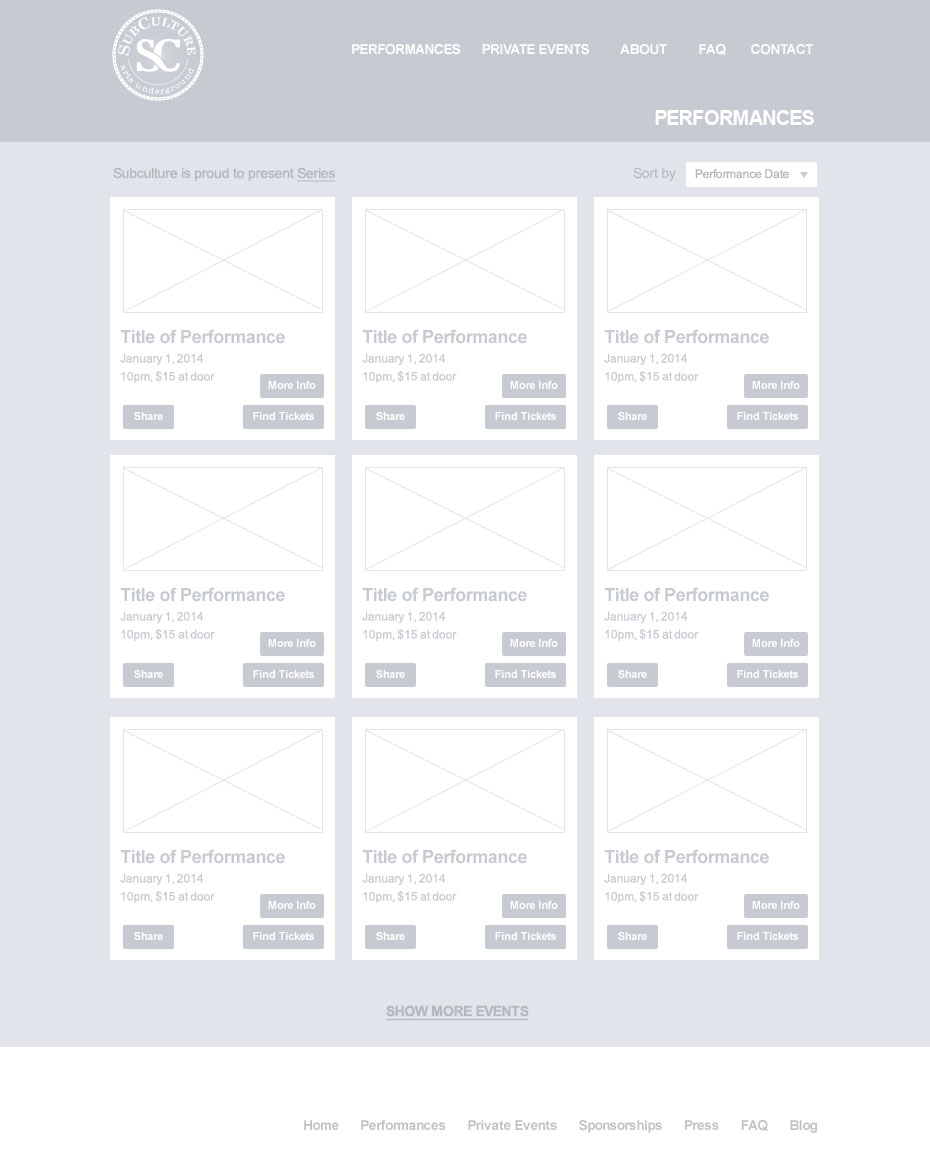 SUBCULTURE
SC
arts underground
PERFORMANCES PRIVATE EVENTS ABOUT FAQ CONTACT
PERFORMANCES
Subculture is proud to present Series
Sort by Performance Date
Title of Performance Title of Performance Title of Performance
January 1, 2014 January 1, 2014 January 1, 2014
10pm, $15 at door More Info 10pm, $15 at door More Info 10pm, $15 at door More Info
Share Find Tickets Share Find Tickets Share Find Tickets
Title of Performance Title of Performance Title of Performance
January 1, 2014 January 1, 2014 January 1, 2014
10pm, $15 at door More Info 10pm, $15 at door More Info 10pm, $15 at door More Info
Share Find Tickets Share Find Tickets Share Find Tickets
Title of Performance Title of Performance Title of Performance
January 1, 2014 January 1, 2014 January 1, 2014
10pm, $15 at door More Info 10pm, $15 at door More Info 10pm, $15 at door More Info
Share Find Tickets Share Find Tickets Share Find Tickets
SHOW MORE EVENTS
Home Performances Private Events Sponsorships Press FAQ Blog